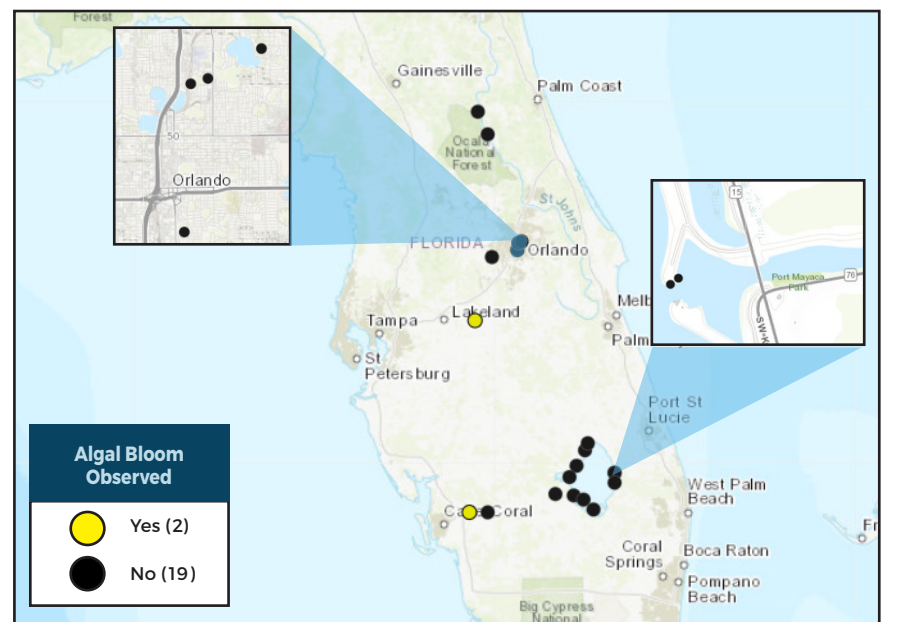 Forest
Gainesville
Palm Coast
Ocala
National
Forest
50
Orlando
St Johns
15
FLORIDA
Orlando
Port Mayaca
Park
76
Melb
Lakeland
Tampa
Palm
SW-K
St
Petersburg
Port St
Lucie
Algal Bloom
Observed
Yes (2)
No (19)
West Palm
Beach
Coral
Fr
Coral
Springs
Boca Raton
Pompano
Beach
Big Cypress
National